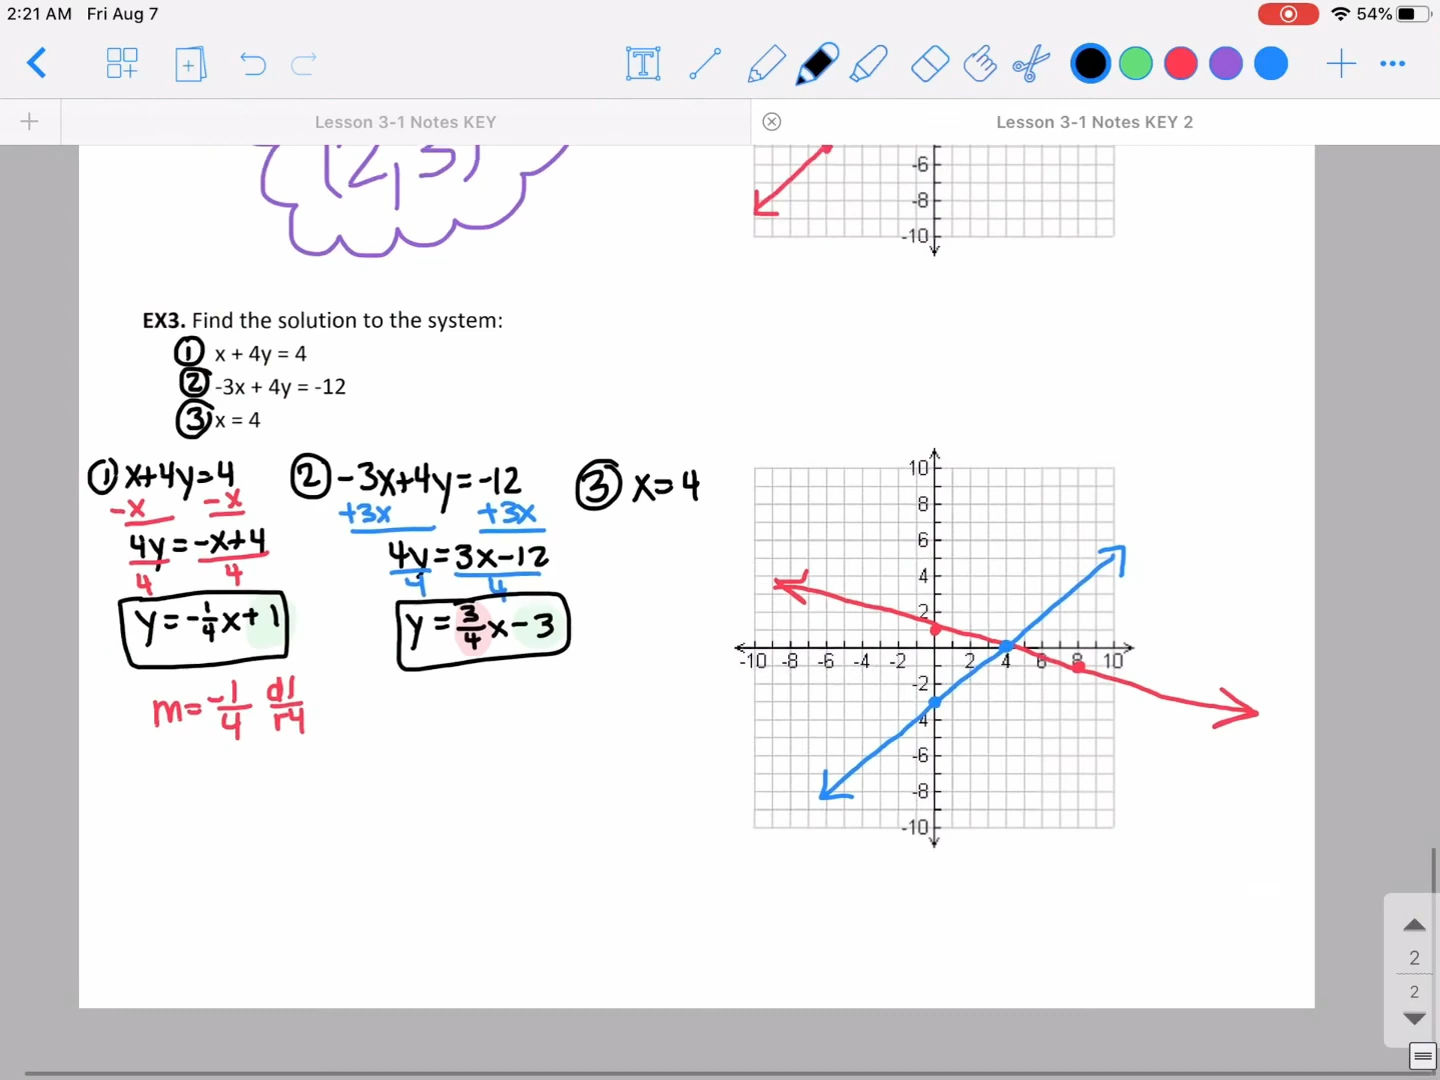 2:21 AM Fri Aug 7 54%
T
Lesson 3-1 Notes KEY
Lesson 3-1 Notes KEY 2
(2,3)
-6
-8
-10
EX3. Find the solution to the system:
① x + 4y = 4
② -3x + 4y = -12
③ x = 4
① x+4y=4
-x -x
4y = -x+4
4 4
y = -1/4x+1
m= -1/4 d1/r4
② -3x+4y=-12
+3x +3x
4y=3x-12
4 4
y = 3/4x-3
③ x=4
10
8
6
4
2
-10 -8 -6 -4 -2 2 4 6 8 10
-2
4
-6
-8
-10
2
2